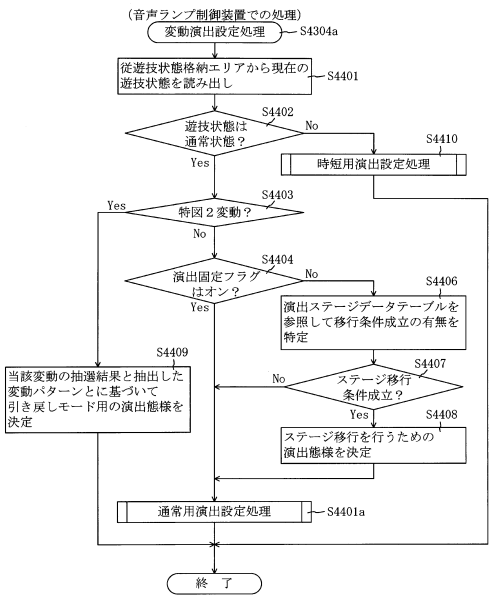 (音声ランプ制御装置での処理)
変動演出設定処理
S4304a
従遊技状態格納エリアから現在の
遊技状態を読み出し
S4401
S4402
遊技状態は
通常状態？
No
Yes
S4410
時短用演出設定処理
S4403
特図２変動？
Yes
No
S4404
演出固定フラグ
はオン？
No
Yes
S4406
演出ステージデータテーブルを
参照して移行条件成立の有無を
特定
S4407
ステージ移行
条件成立？
No
Yes
S4409
当該変動の抽選結果と抽出した
変動パターンとに基づいて
引き戻しモード用の演出態様を
決定
S4408
ステージ移行を行うための
演出態様を決定
通常用演出設定処理
S4401a
終 了